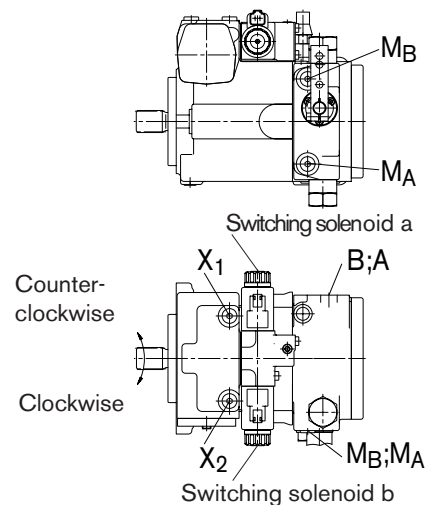 MB
MA
Switching solenoid a
X1
B;A
Counter-
clockwise
Clockwise
X2
MB;MA
Switching solenoid b